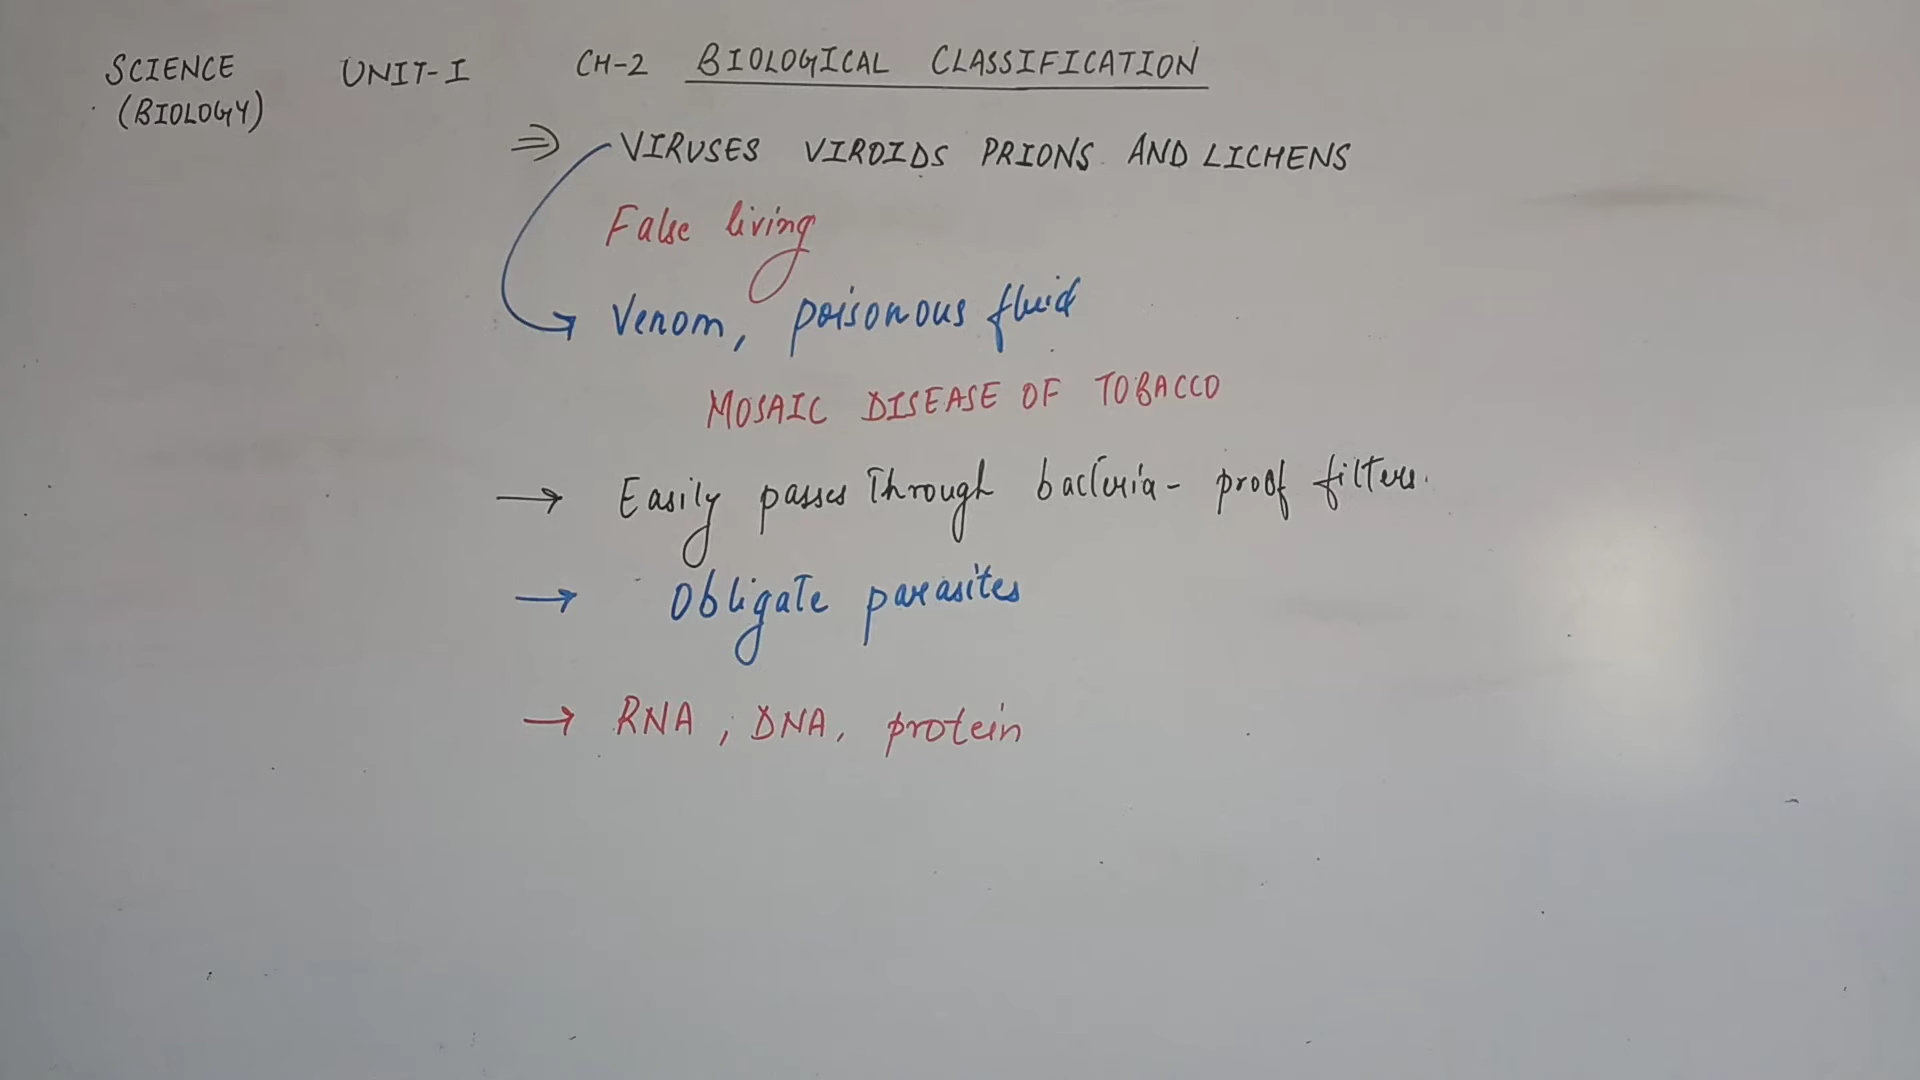 SCIENCE UNIT-I CH-2 BIOLOGICAL CLASSIFICATION
(BIOLOGY)
⇒ VIRUSES VIROIDS PRIONS AND LICHENS
False living
→ Venom, poisonous fluid
MOSAIC DISEASE OF TOBACCO
→ Easily passes Through bacteria- proof filters.
→ Obligate parasites
→ RNA, DNA, protein